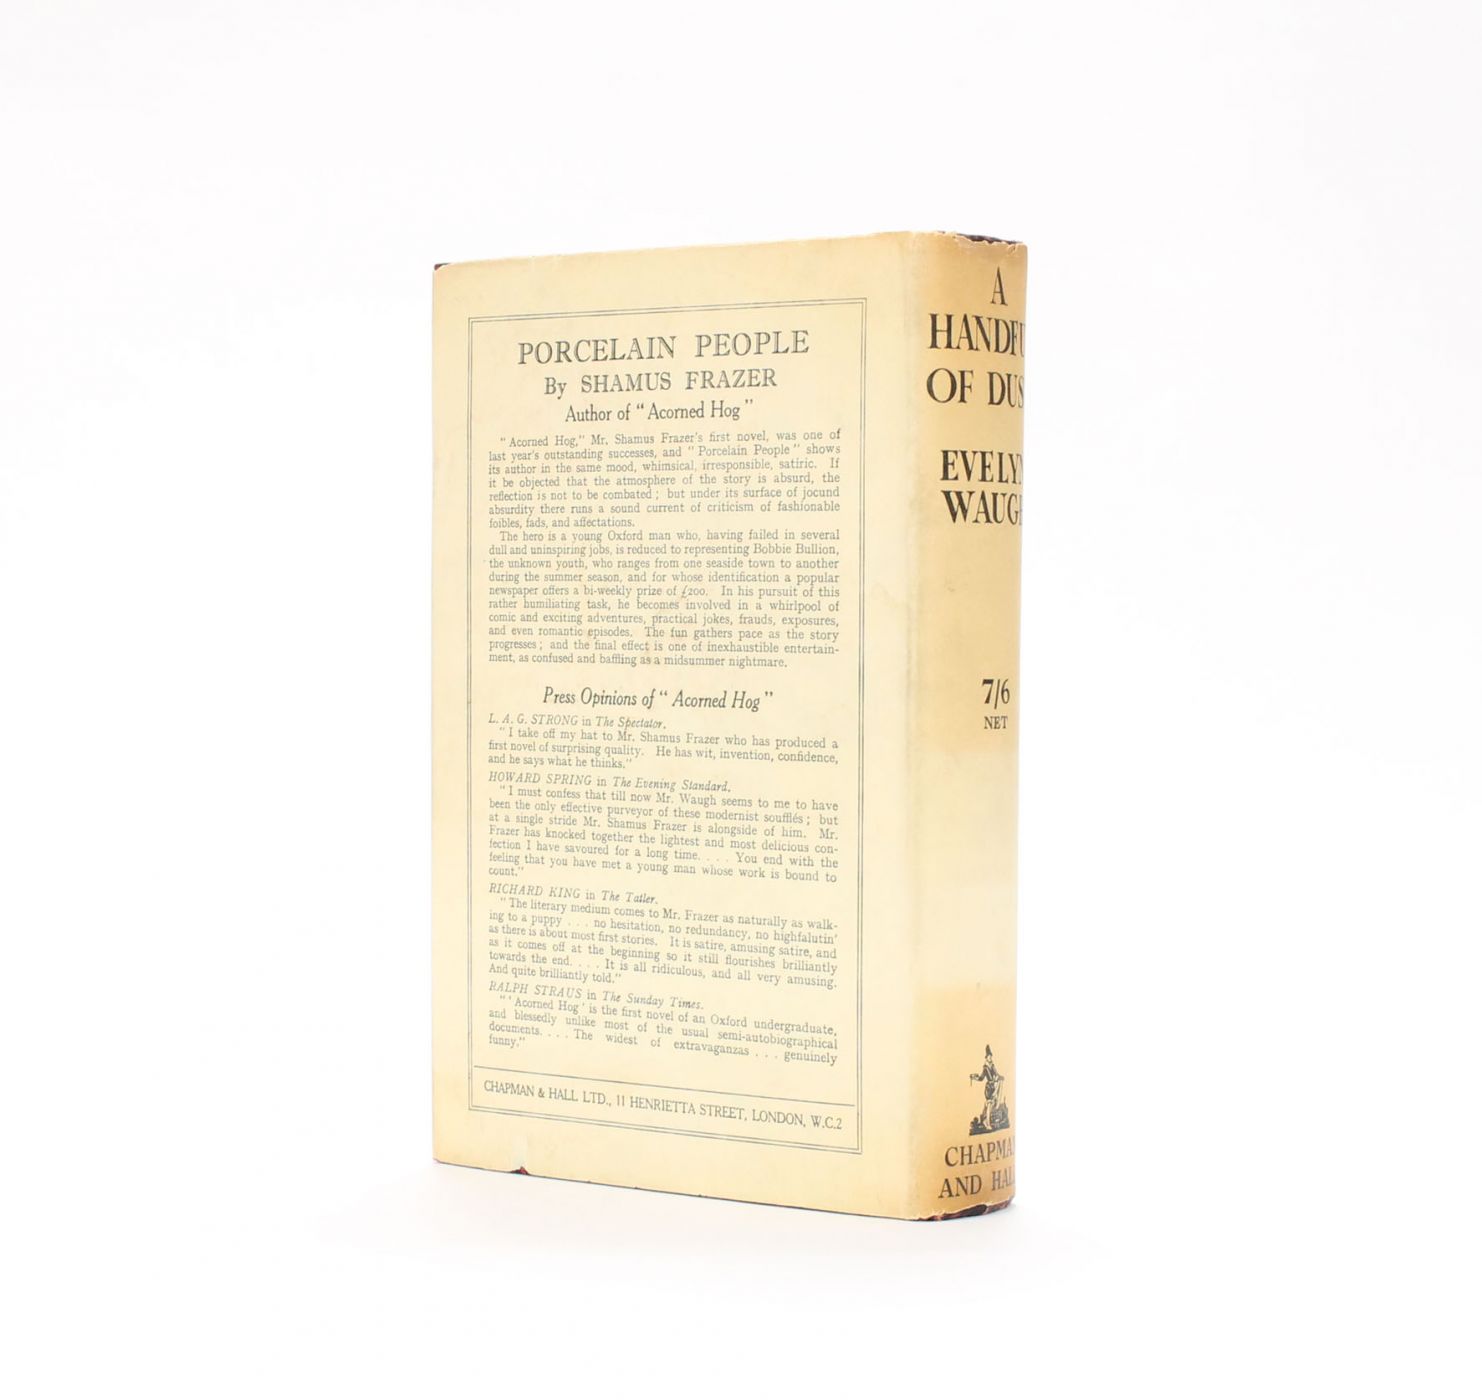 PORCELAIN PEOPLE
By SHAMUS FRAZER
Author of "Acorned Hog"
"Acorned Hog," Mr. Shamus Frazer's first novel, was one of
last year's outstanding successes, and "Porcelain People" shows
its author in the same mood, whimsical, irresponsible, satiric. If
it be objected that the atmosphere of the story is absurd, the
reflection is not to be combated; but under its surface of jocund
absurdity there runs a sound current of criticism of fashionable
foibles, fads, and affectations.
The hero is a young Oxford man who, having failed in several
dull and uninspiring jobs, is reduced to representing Bobbie Bullion,
the unknown youth, who ranges from one seaside town to another
during the summer season, and for whose identification a popular
newspaper offers a bi-weekly prize of £200. In his pursuit of this
rather humiliating task, he becomes involved in a whirlpool of
comic and exciting adventures, practical jokes, frauds, exposures,
and even romantic episodes. The fun gathers pace as the story
progresses; and the final effect is one of inexhaustible entertain-
ment, as confused and baffling as a midsummer nightmare.
Press Opinions of "Acorned Hog"
L. A. G. STRONG in The Spectator.
"I take off my hat to Mr. Shamus Frazer who has produced a
first novel of surprising quality. He has wit, invention, confidence,
and he says what he thinks."
HOWARD SPRING in The Evening Standard.
"I must confess that till now Mr. Waugh seems to me to have
been the only effective purveyor of these modernist soufflés; but
at a single stride Mr. Shamus Frazer is alongside of him. Mr.
Frazer has knocked together the lightest and most delicious con-
fection I have savoured for a long time. . . . You end with the
feeling that you have met a young man whose work is bound to
count."
RICHARD KING in The Tatler.
"The literary medium comes to Mr. Frazer as naturally as walk-
ing to a puppy . . . no hesitation, no redundancy, no highfalutin'
as there is about most first stories. It is satire, amusing satire, and
as it comes off at the beginning so it still flourishes brilliantly
towards the end. . . . It is all ridiculous, and all very amusing.
And quite brilliantly told."
RALPH STRAUS in The Sunday Times.
"'Acorned Hog' is the first novel of an Oxford undergraduate,
and blessedly unlike most of the usual semi-autobiographical
documents. . . . The widest of extravaganzas . . . genuinely
funny."
CHAPMAN & HALL LTD., 11 HENRIETTA STREET, LONDON, W.C.2
A
HANDFU
OF DUS
EVELYN
WAUGH
7/6
NET
CHAPMAN
AND HAL